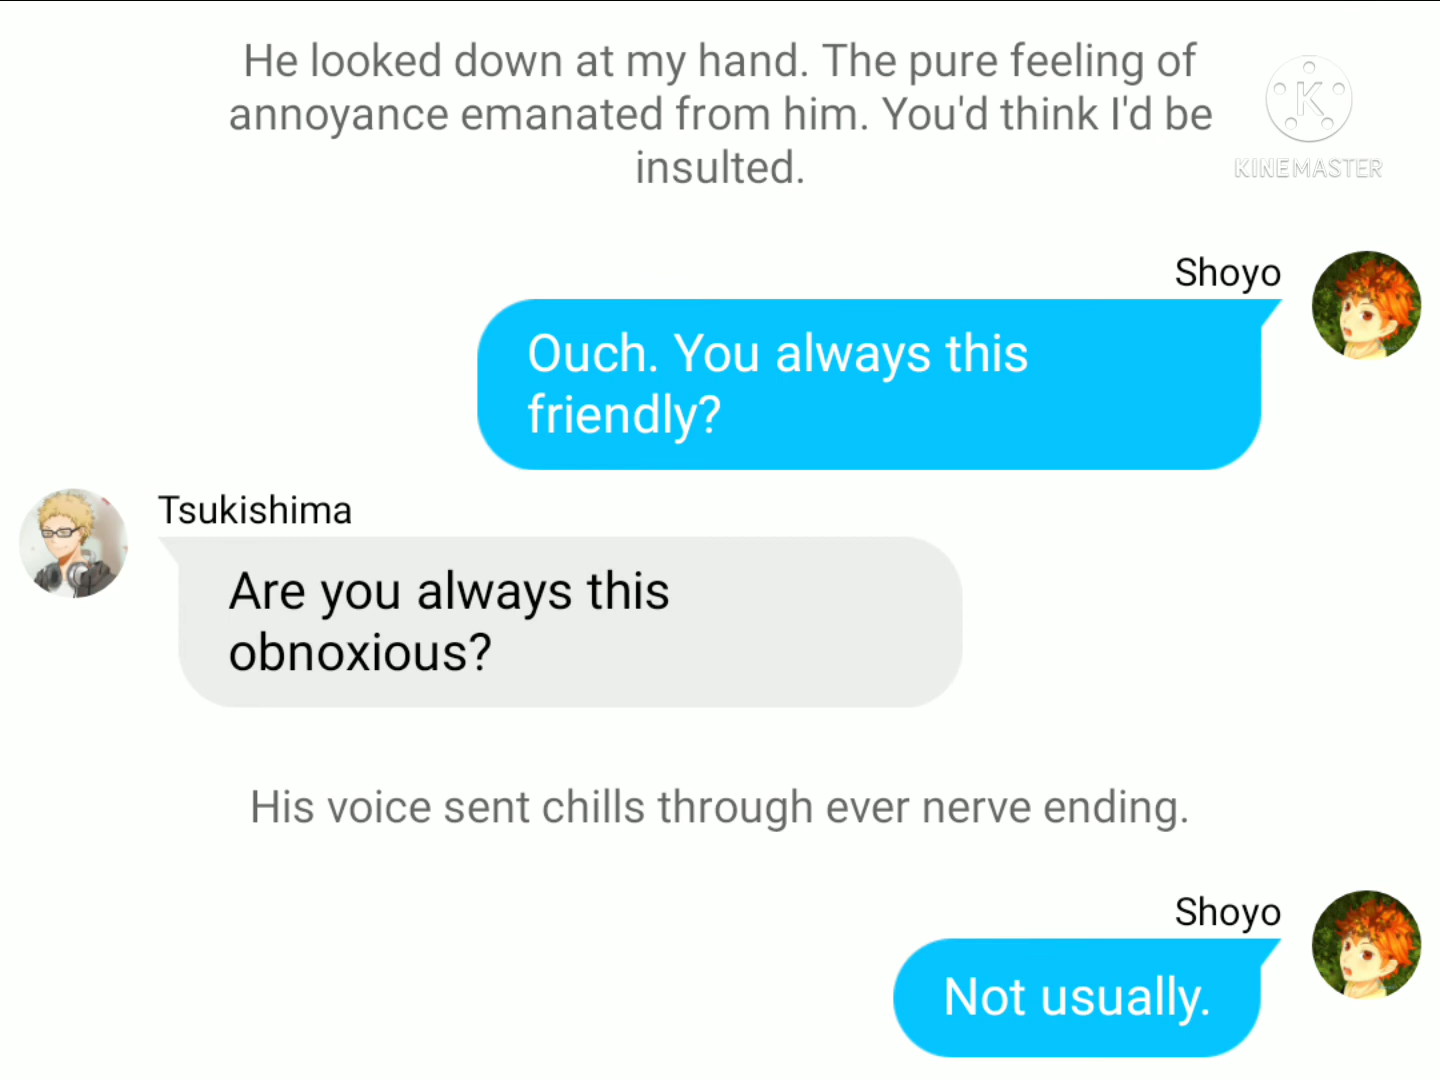 He looked down at my hand. The pure feeling of
annoyance emanated from him. You'd think I'd be
insulted.
K
KINEMASTER
Shoyo
Ouch. You always this
friendly?
Tsukishima
Are you always this
obnoxious?
His voice sent chills through ever nerve ending.
Shoyo
Not usually.